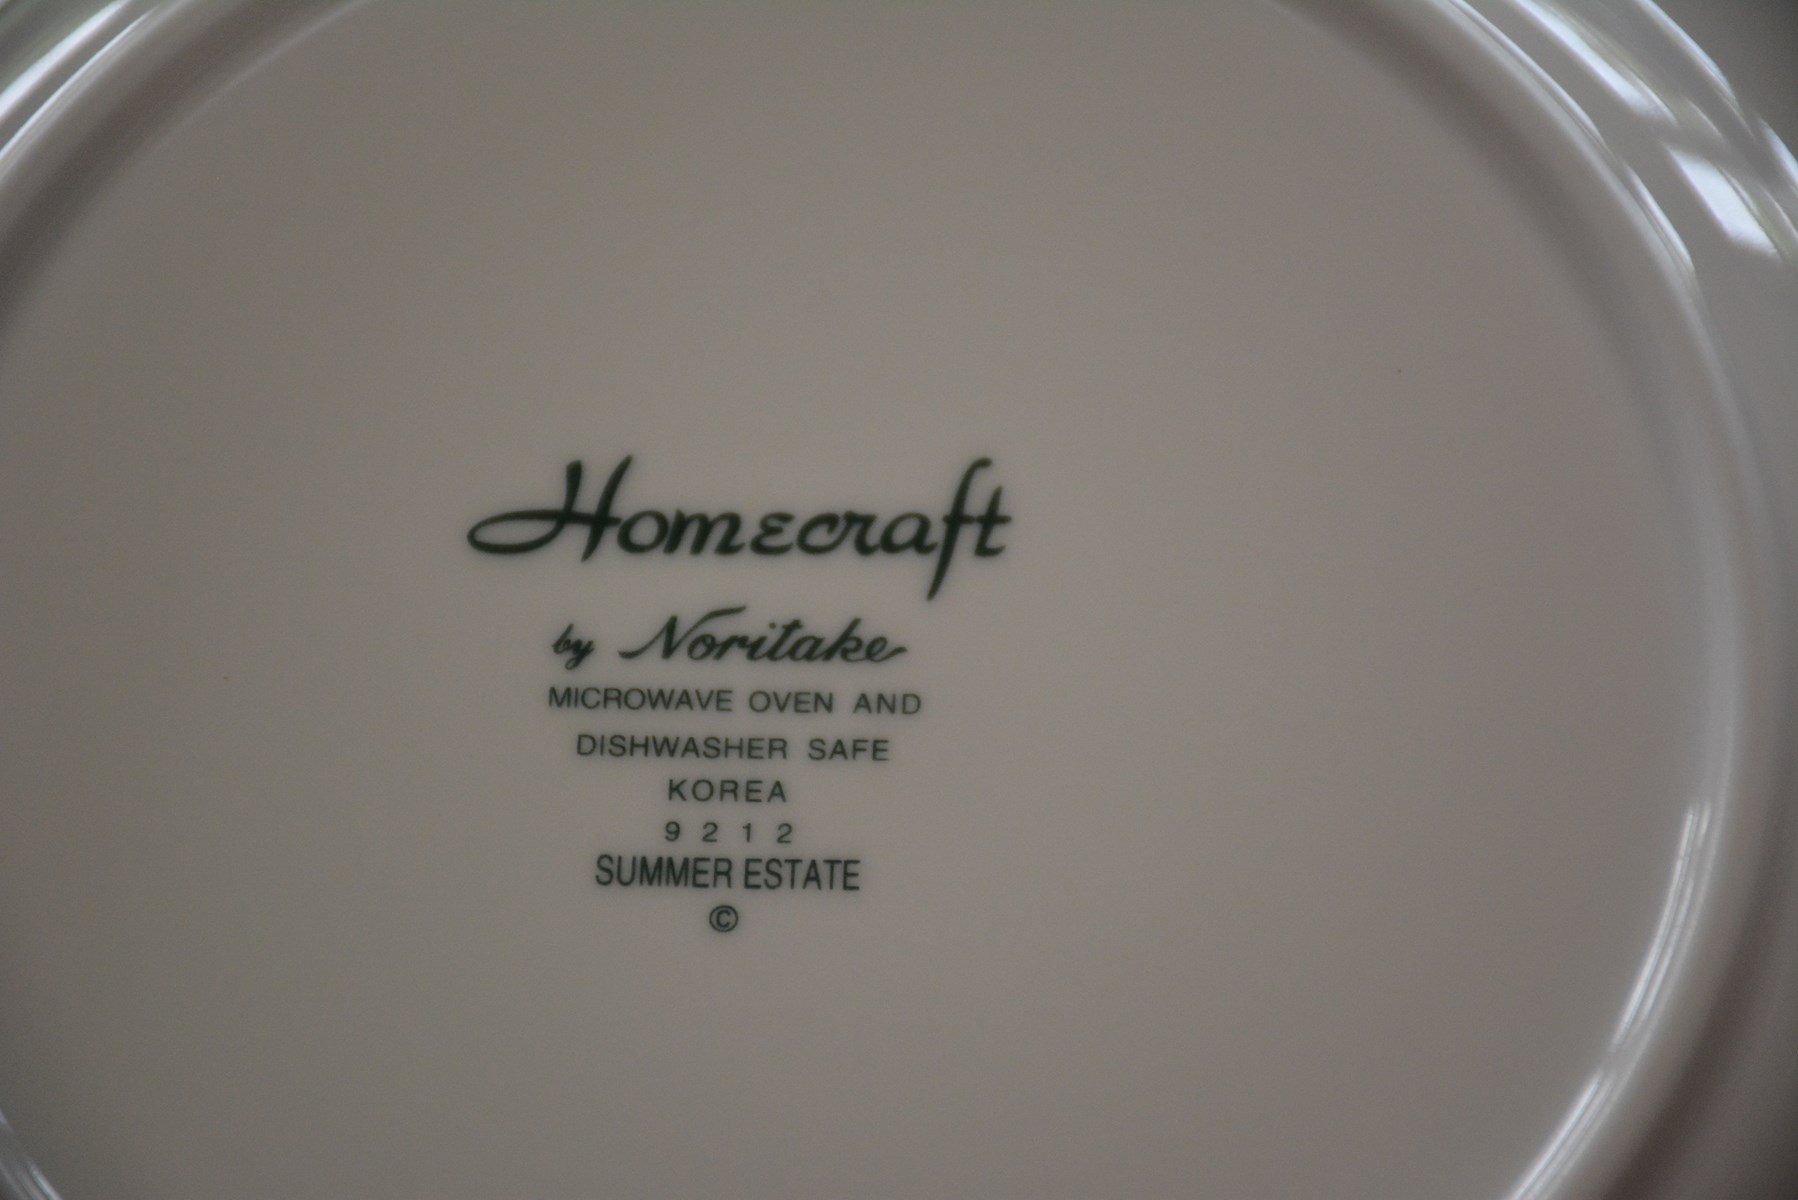 Homecraft
by Noritake
MICROWAVE OVEN AND
DISHWASHER SAFE
KOREA
9212
SUMMER ESTATE
©